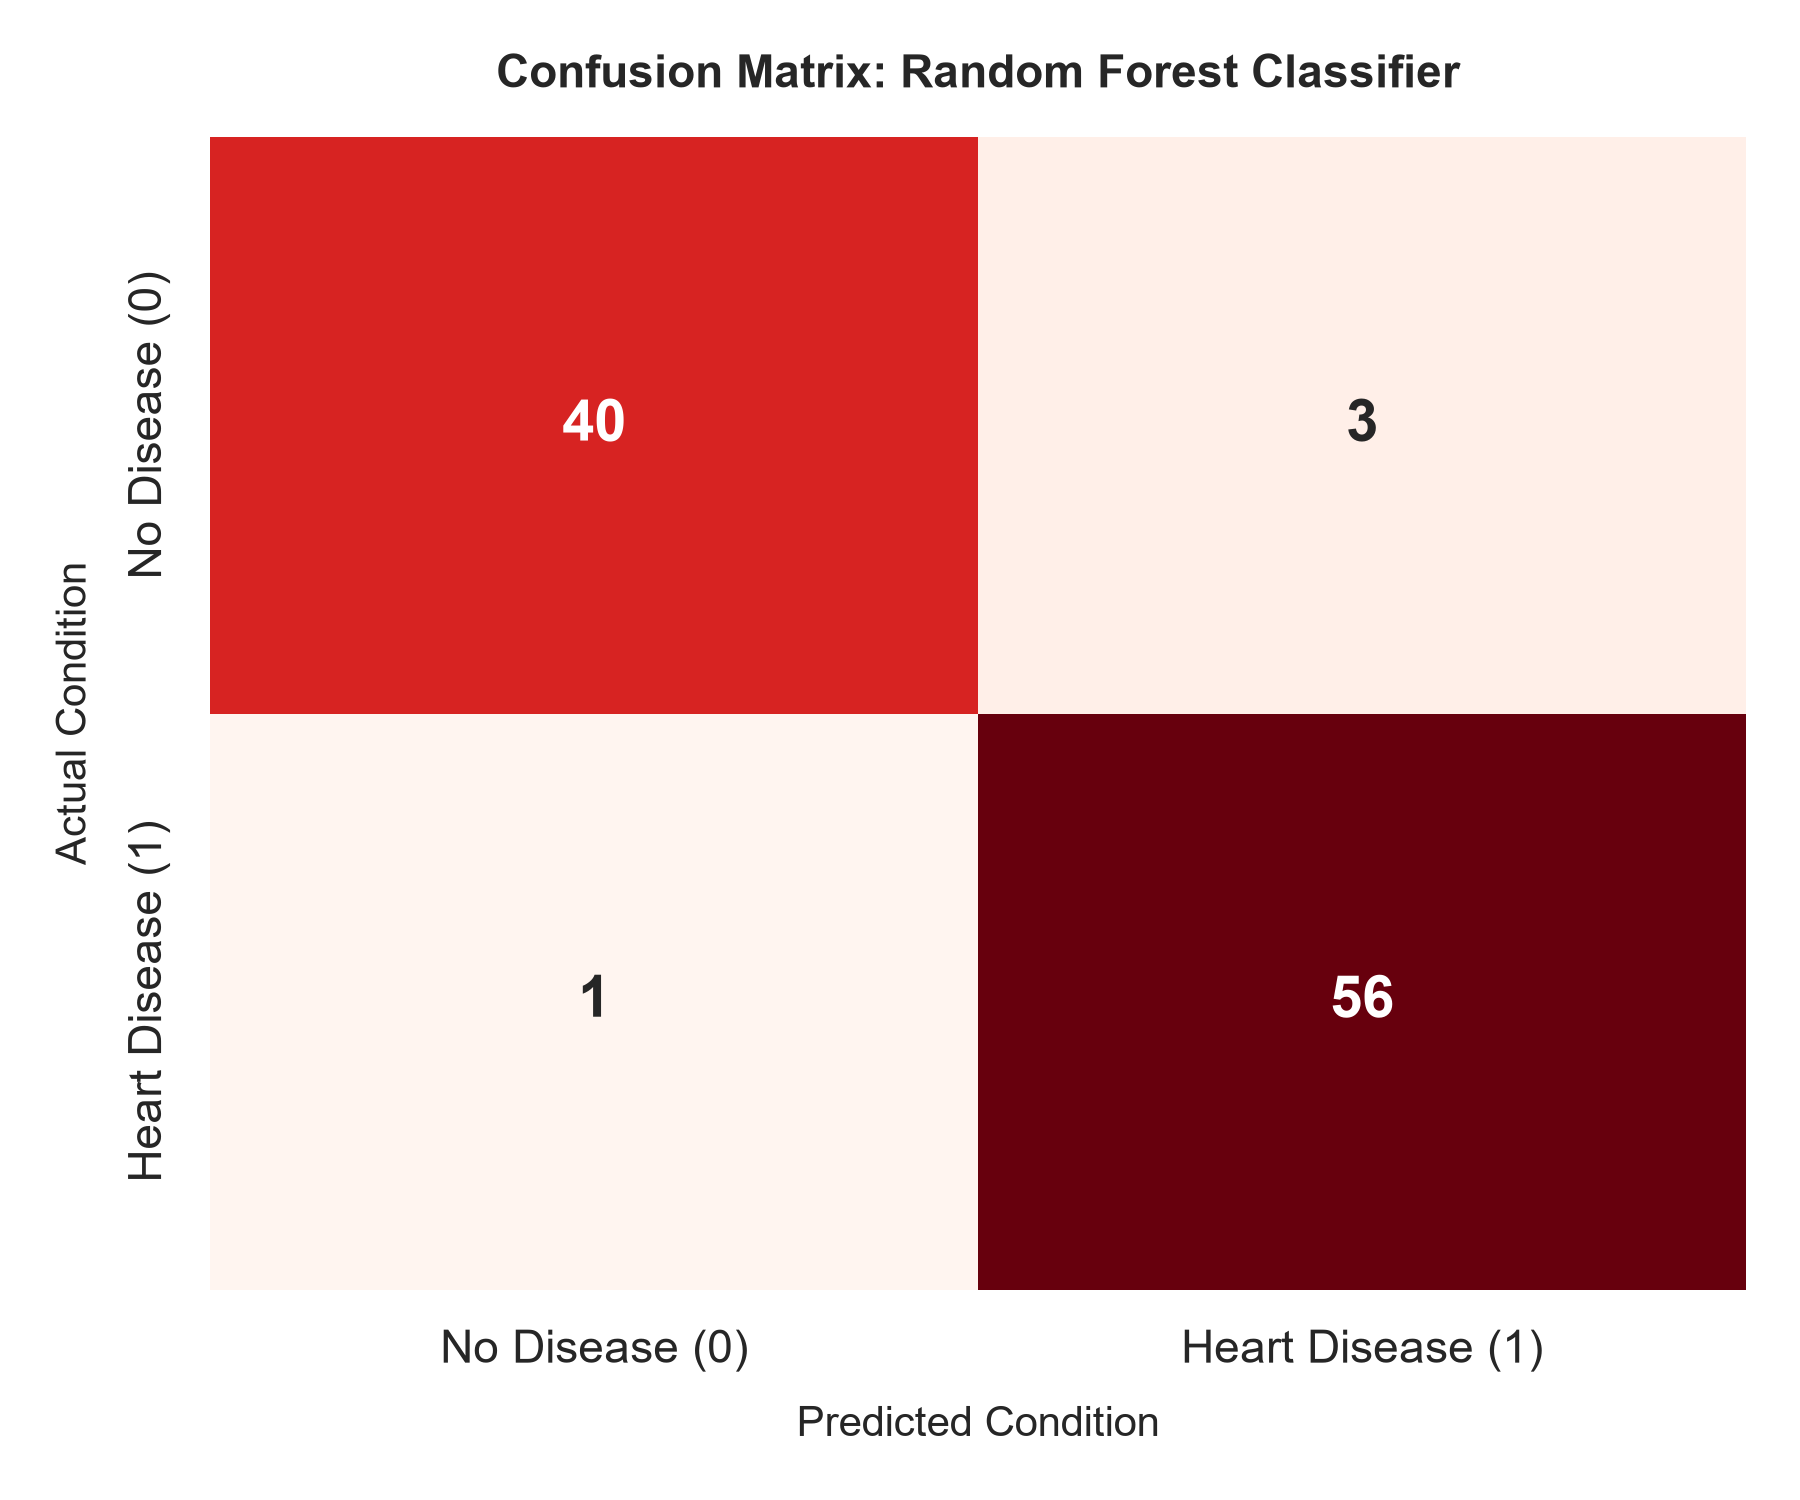 Confusion Matrix: Random Forest Classifier
Actual Condition
No Disease (0)
40
3
Heart Disease (1)
1
56
No Disease (0)
Heart Disease (1)
Predicted Condition